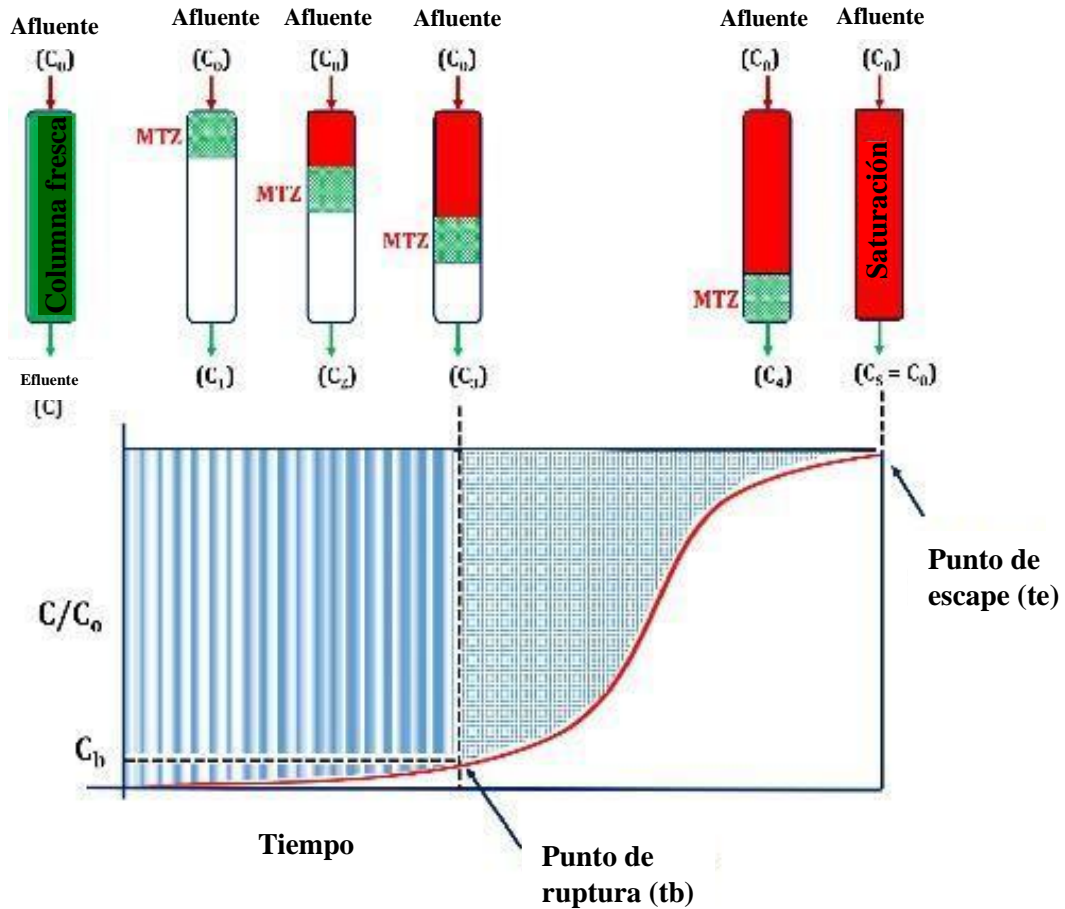 Afluente
Afluente
Afluente
Afluente
Afluente
Afluente
(C₀)
(C₀)
(C₀)
(C₀)
(C₀)
(C₀)
Columna fresca
MTZ
MTZ
MTZ
MTZ
Saturación
Efluente
(C)
(C₁)
(C₂)
(C₃)
(C₄)
(Cₛ = C₀)
C/Cₒ
C_b
Tiempo
Punto de
ruptura (tb)
Punto de
escape (te)